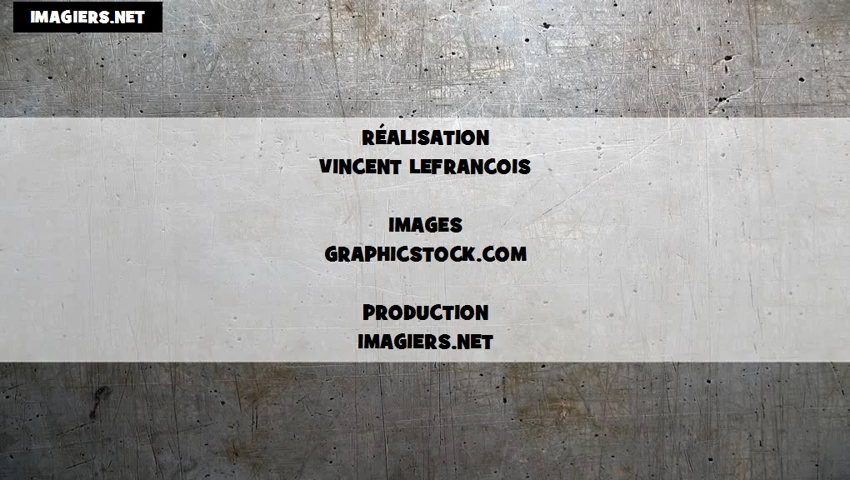 IMAGIERS.NET
RÉALISATION
VINCENT LEFRANCOIS
IMAGES
GRAPHICSTOCK.COM
PRODUCTION
IMAGIERS.NET